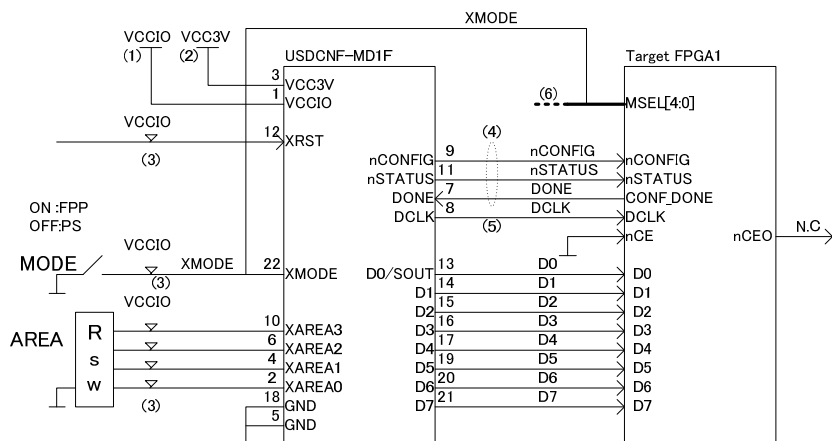 XMODE
VCCIO VCC3V
(1) (2)
USDCNF-MD1F
Target FPGA1
3 VCC3V
1 VCCIO
(6) MSEL[4:0]
VCCIO
12 XRST
(3)
(4)
nCONFIG 9 nCONFIG nCONFIG
nSTATUS 11 nSTATUS nSTATUS
DONE 7 DONE CONF_DONE
DCLK 8 DCLK DCLK
(5)
nCE nCEO N.C
ON :FPP
OFF:PS
VCCIO
MODE XMODE 22 XMODE
(3)
D0/SOUT 13 D0 D0
D1 14 D1 D1
D2 15 D2 D2
D3 16 D3 D3
D4 17 D4 D4
D5 19 D5 D5
D6 20 D6 D6
D7 21 D7 D7
VCCIO
AREA
R
s
w
10 XAREA3
6 XAREA2
4 XAREA1
2 XAREA0
(3)
18 GND
5 GND